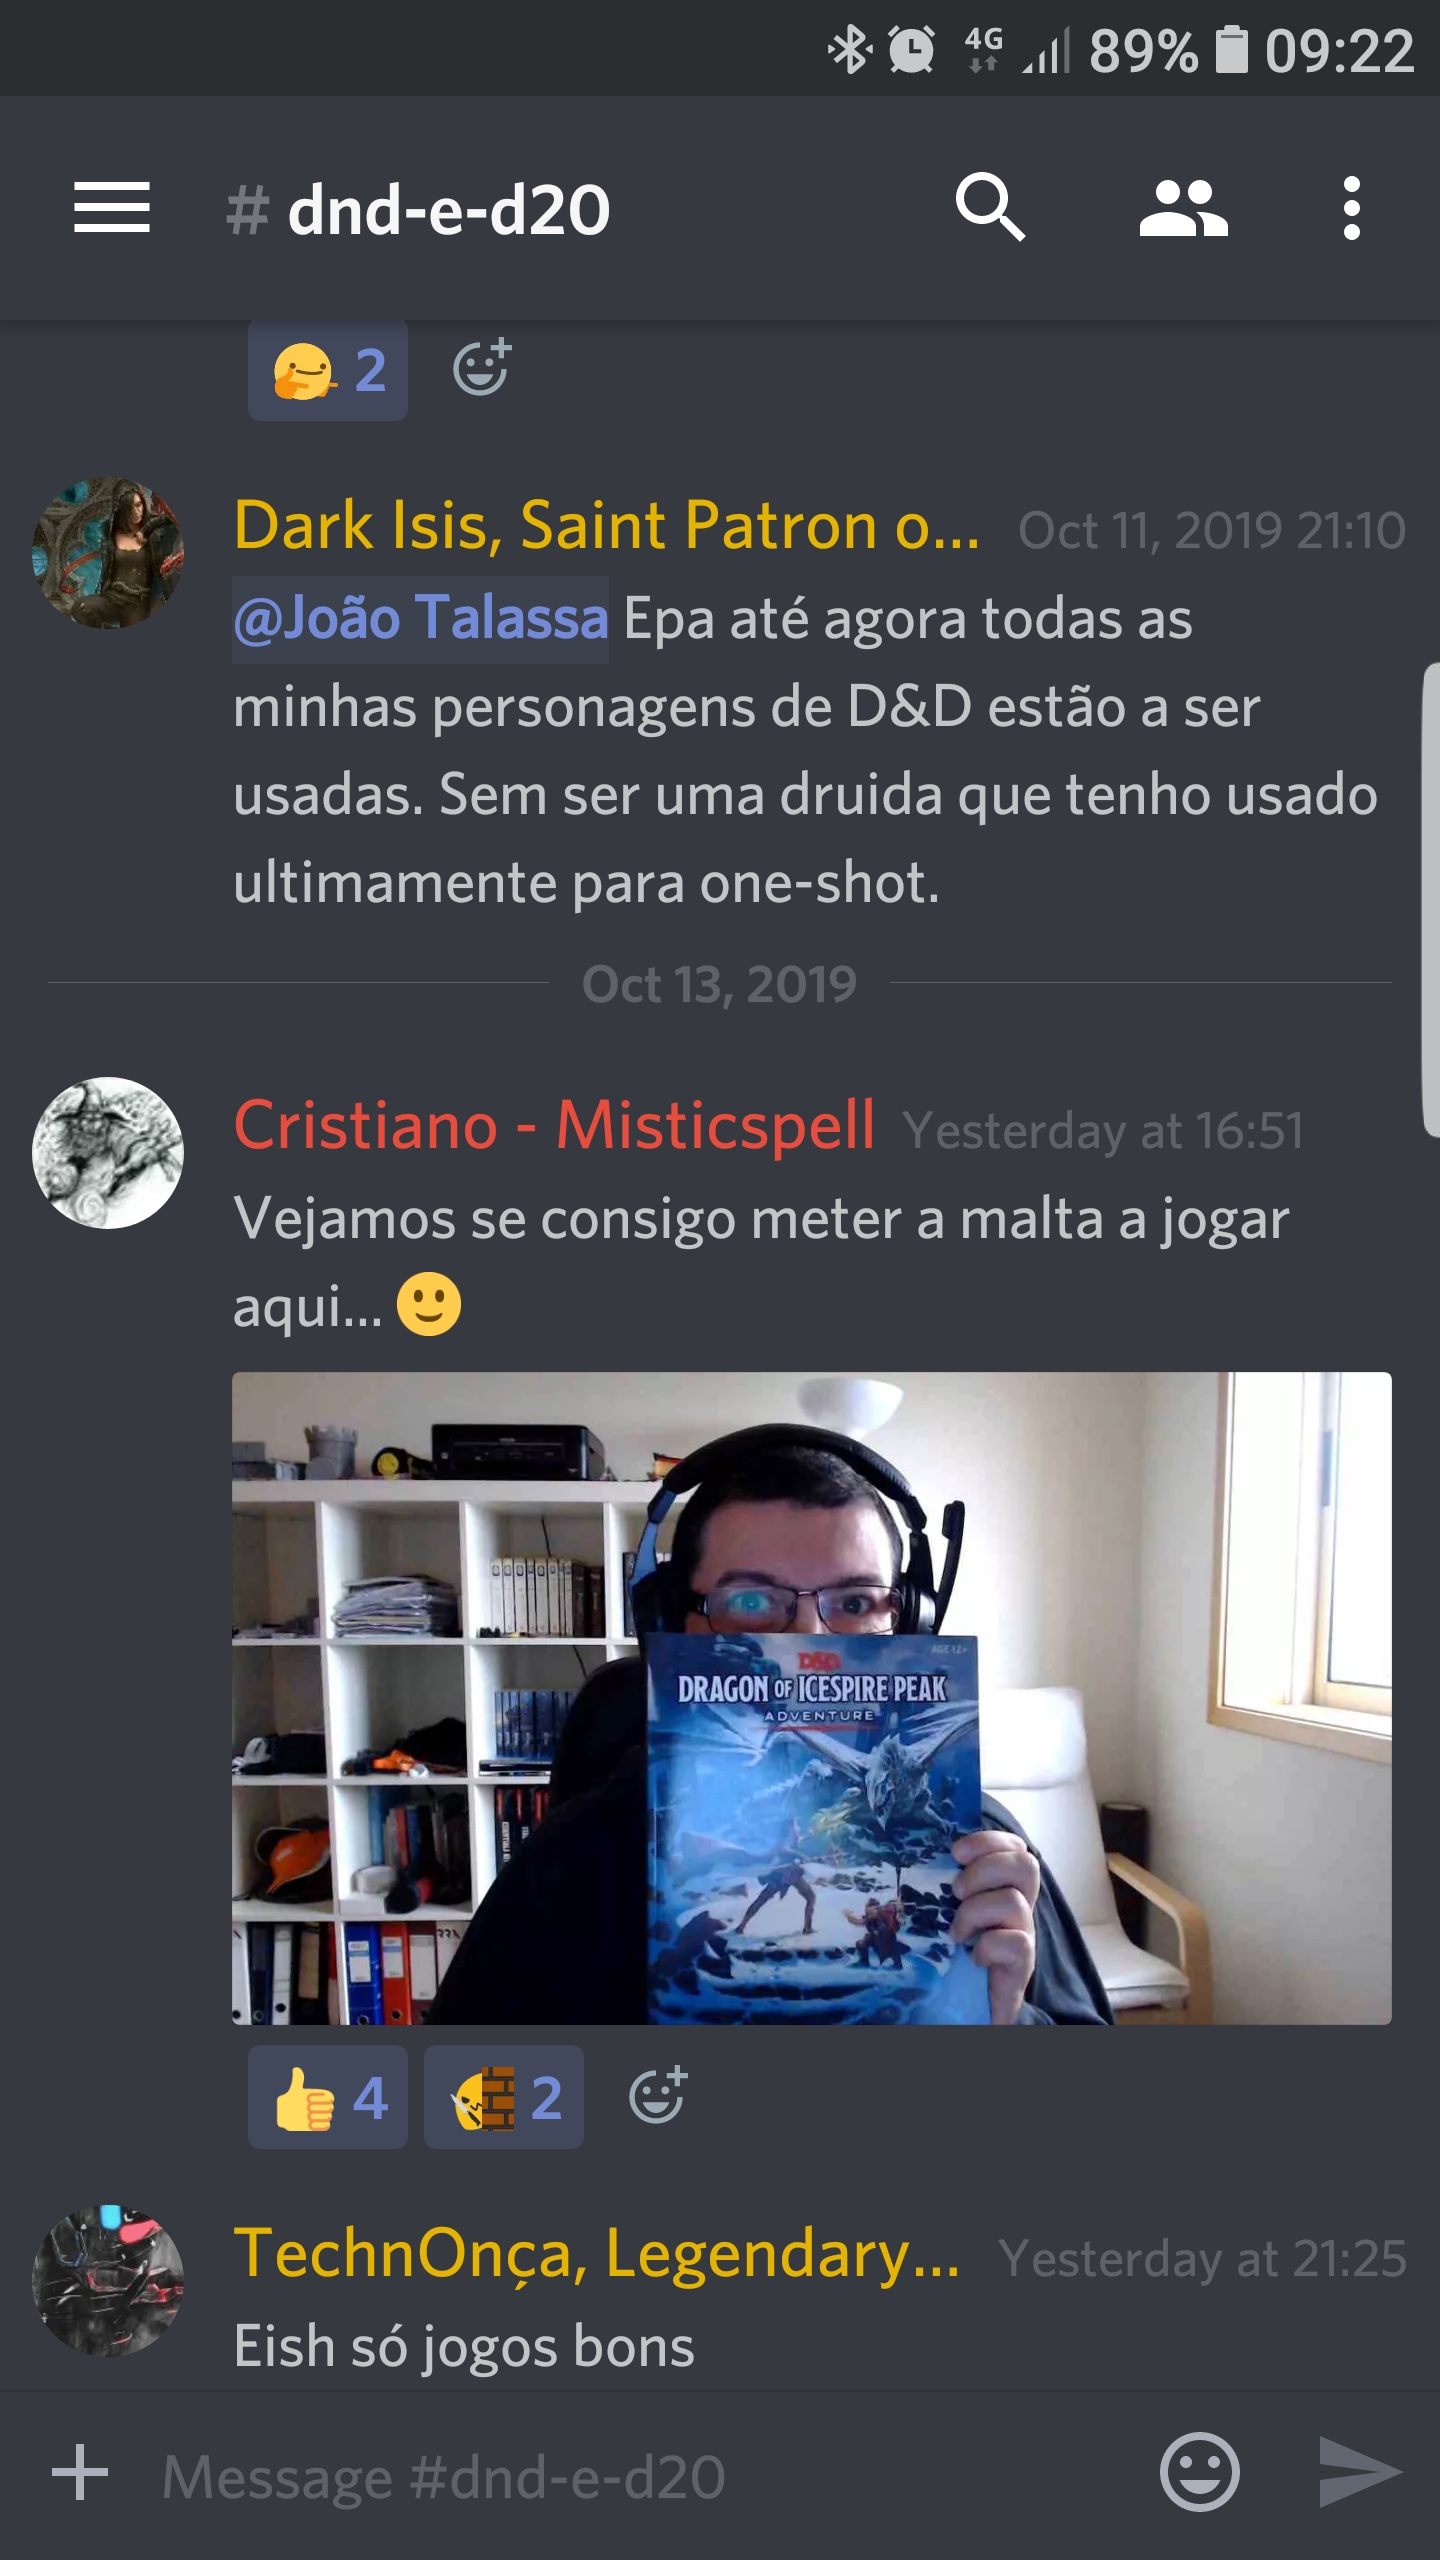 4G 89% 09:22
# dnd-e-d20
2
Dark Isis, Saint Patron o... Oct 11, 2019 21:10
@João Talassa Epa até agora todas as
minhas personagens de D&D estão a ser
usadas. Sem ser uma druida que tenho usado
ultimamente para one-shot.
Oct 13, 2019
Cristiano - Misticspell Yesterday at 16:51
Vejamos se consigo meter a malta a jogar
aqui...
D&D AGE 12+
DRAGON OF ICESPIRE PEAK
ADVENTURE
4 2
TechnOnça, Legendary... Yesterday at 21:25
Eish só jogos bons
Message #dnd-e-d20